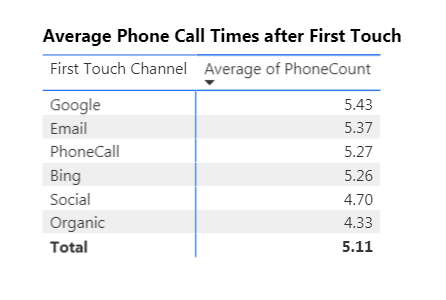 Average Phone Call Times after First Touch
First Touch Channel Average of PhoneCount
Google 5.43
Email 5.37
PhoneCall 5.27
Bing 5.26
Social 4.70
Organic 4.33
Total 5.11